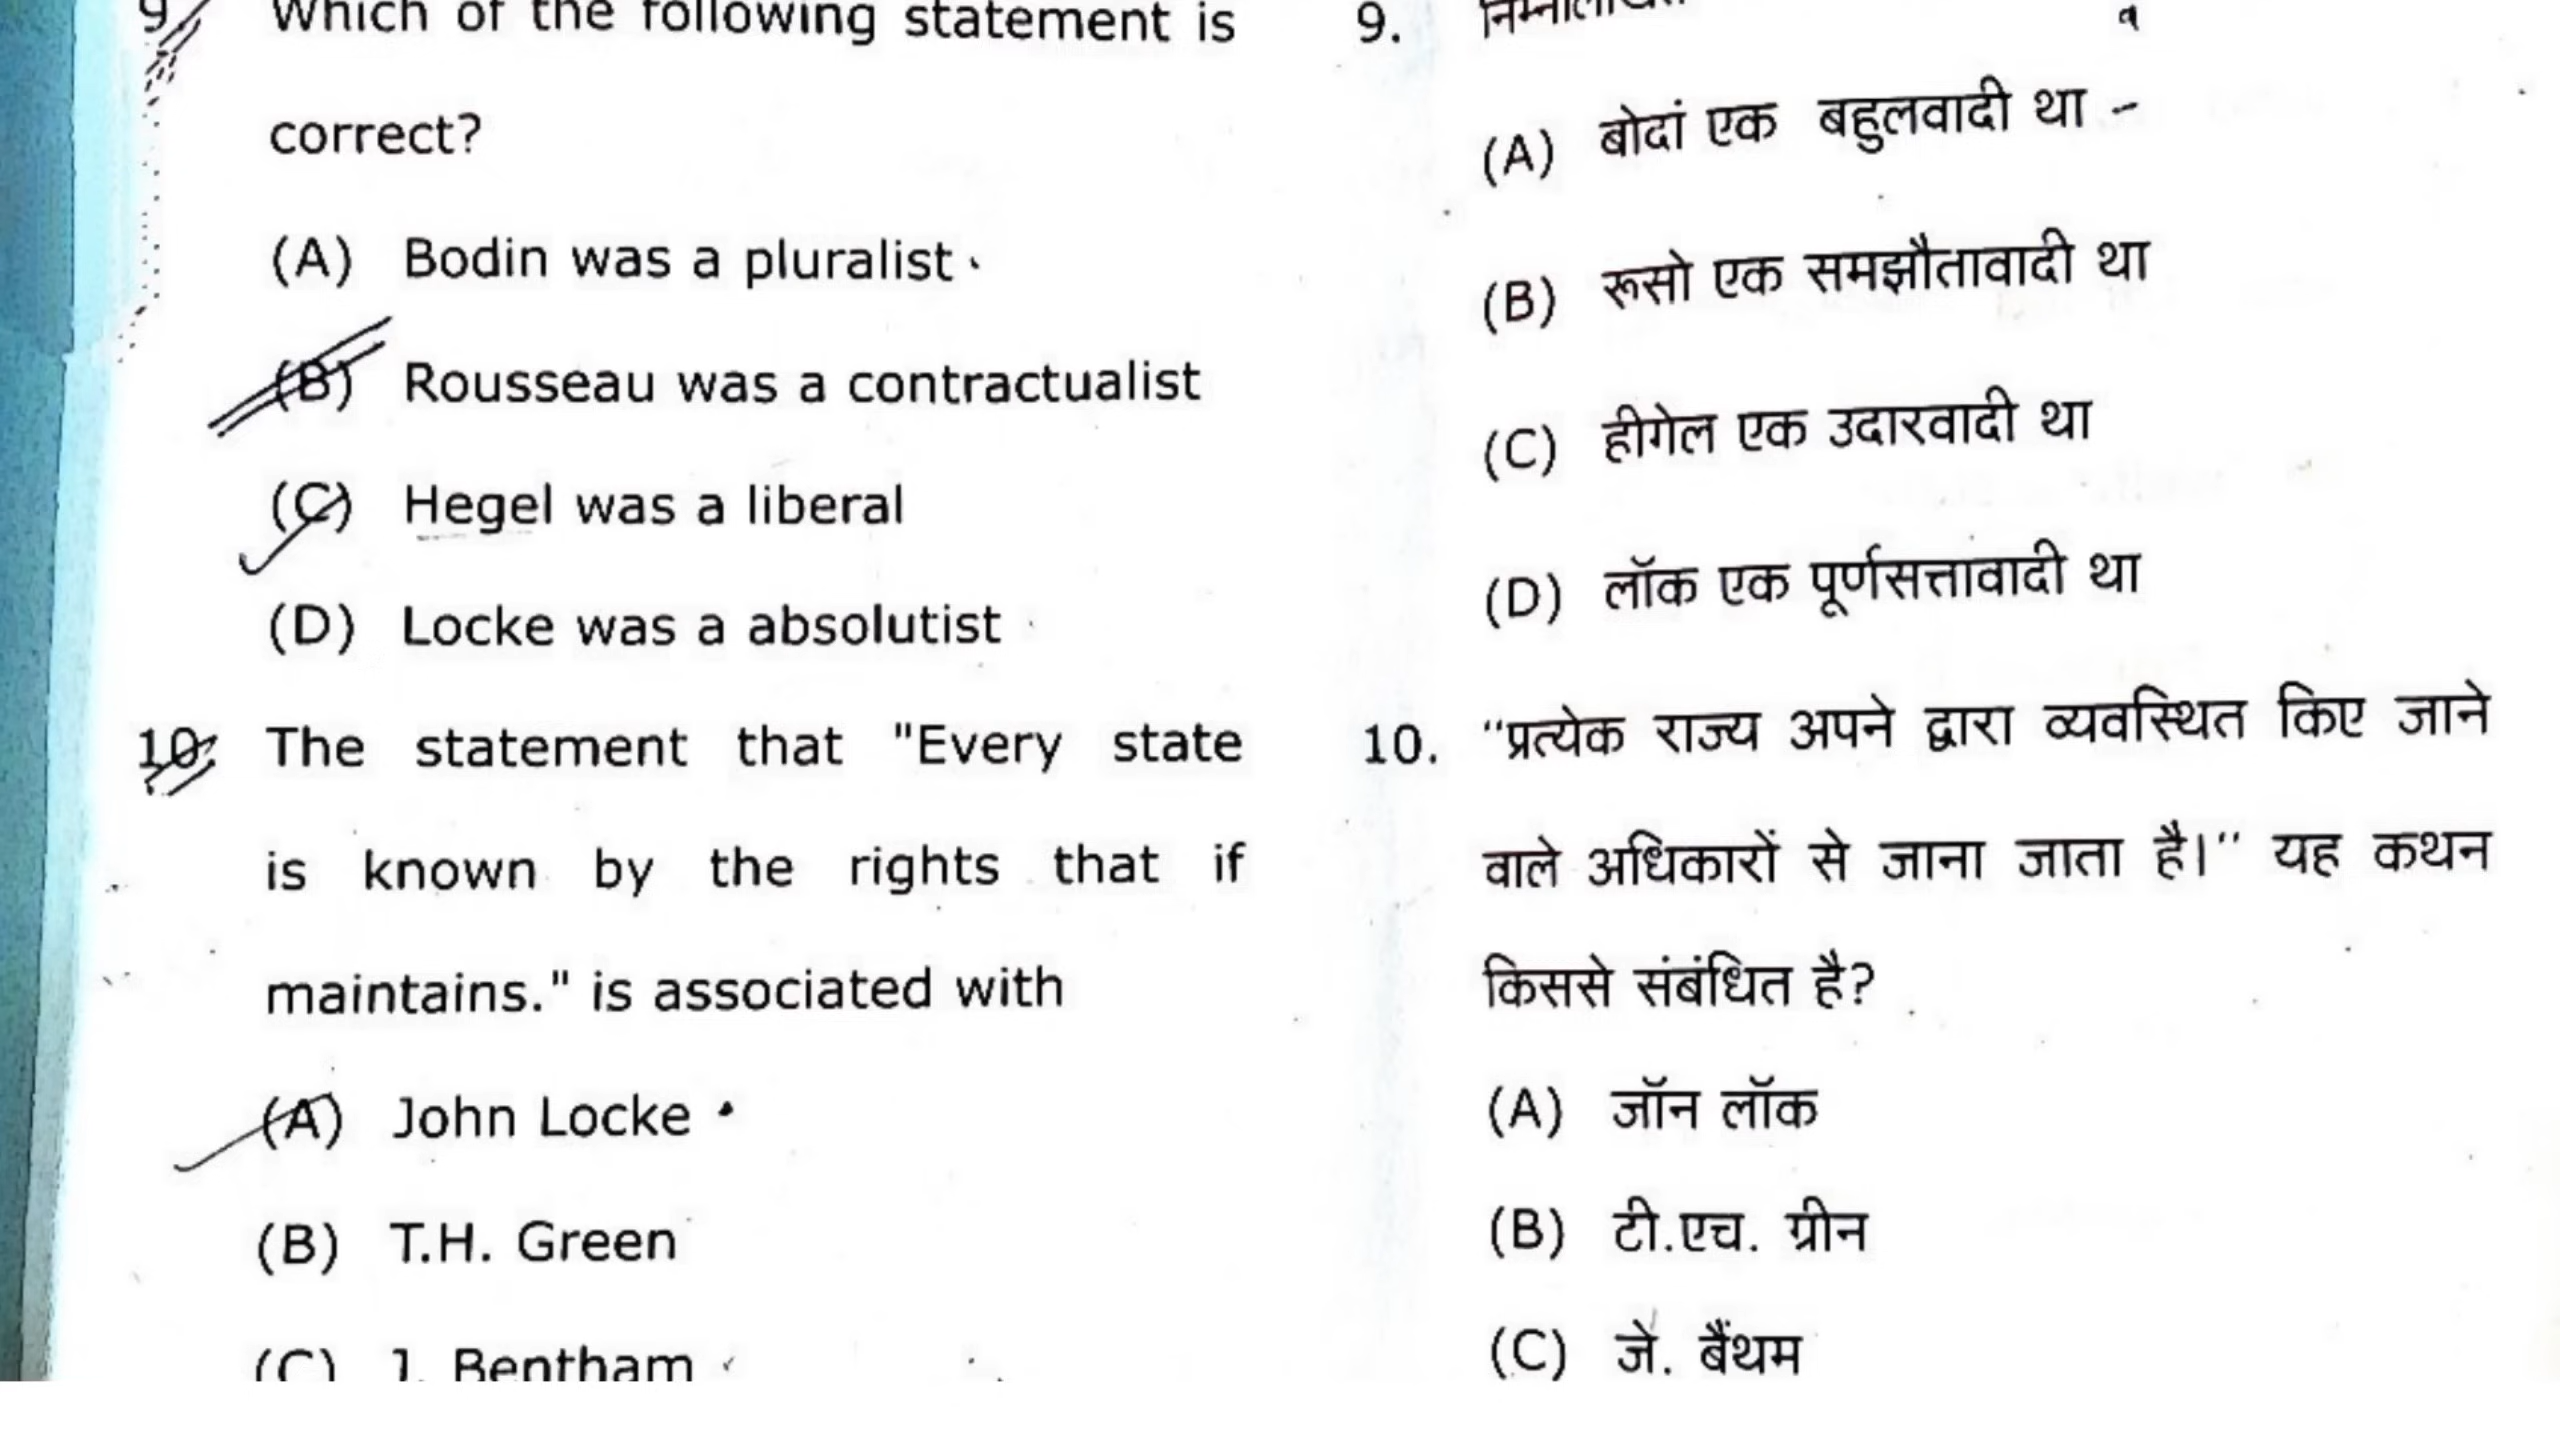 9. Which of the following statement is
correct?
(A) Bodin was a pluralist
(B) Rousseau was a contractualist
(C) Hegel was a liberal
(D) Locke was a absolutist
10. The statement that "Every state
is known by the rights that if
maintains." is associated with
(A) John Locke
(B) T.H. Green
(C) J. Bentham
9.
(A) बोदां एक बहुलवादी था
(B) रूसो एक समझौतावादी था
(C) हीगेल एक उदारवादी था
(D) लॉक एक पूर्णसत्तावादी था
10. "प्रत्येक राज्य अपने द्वारा व्यवस्थित किए जाने
वाले अधिकारों से जाना जाता है।" यह कथन
किससे संबंधित है?
(A) जॉन लॉक
(B) टी.एच. ग्रीन
(C) जे. बैंथम